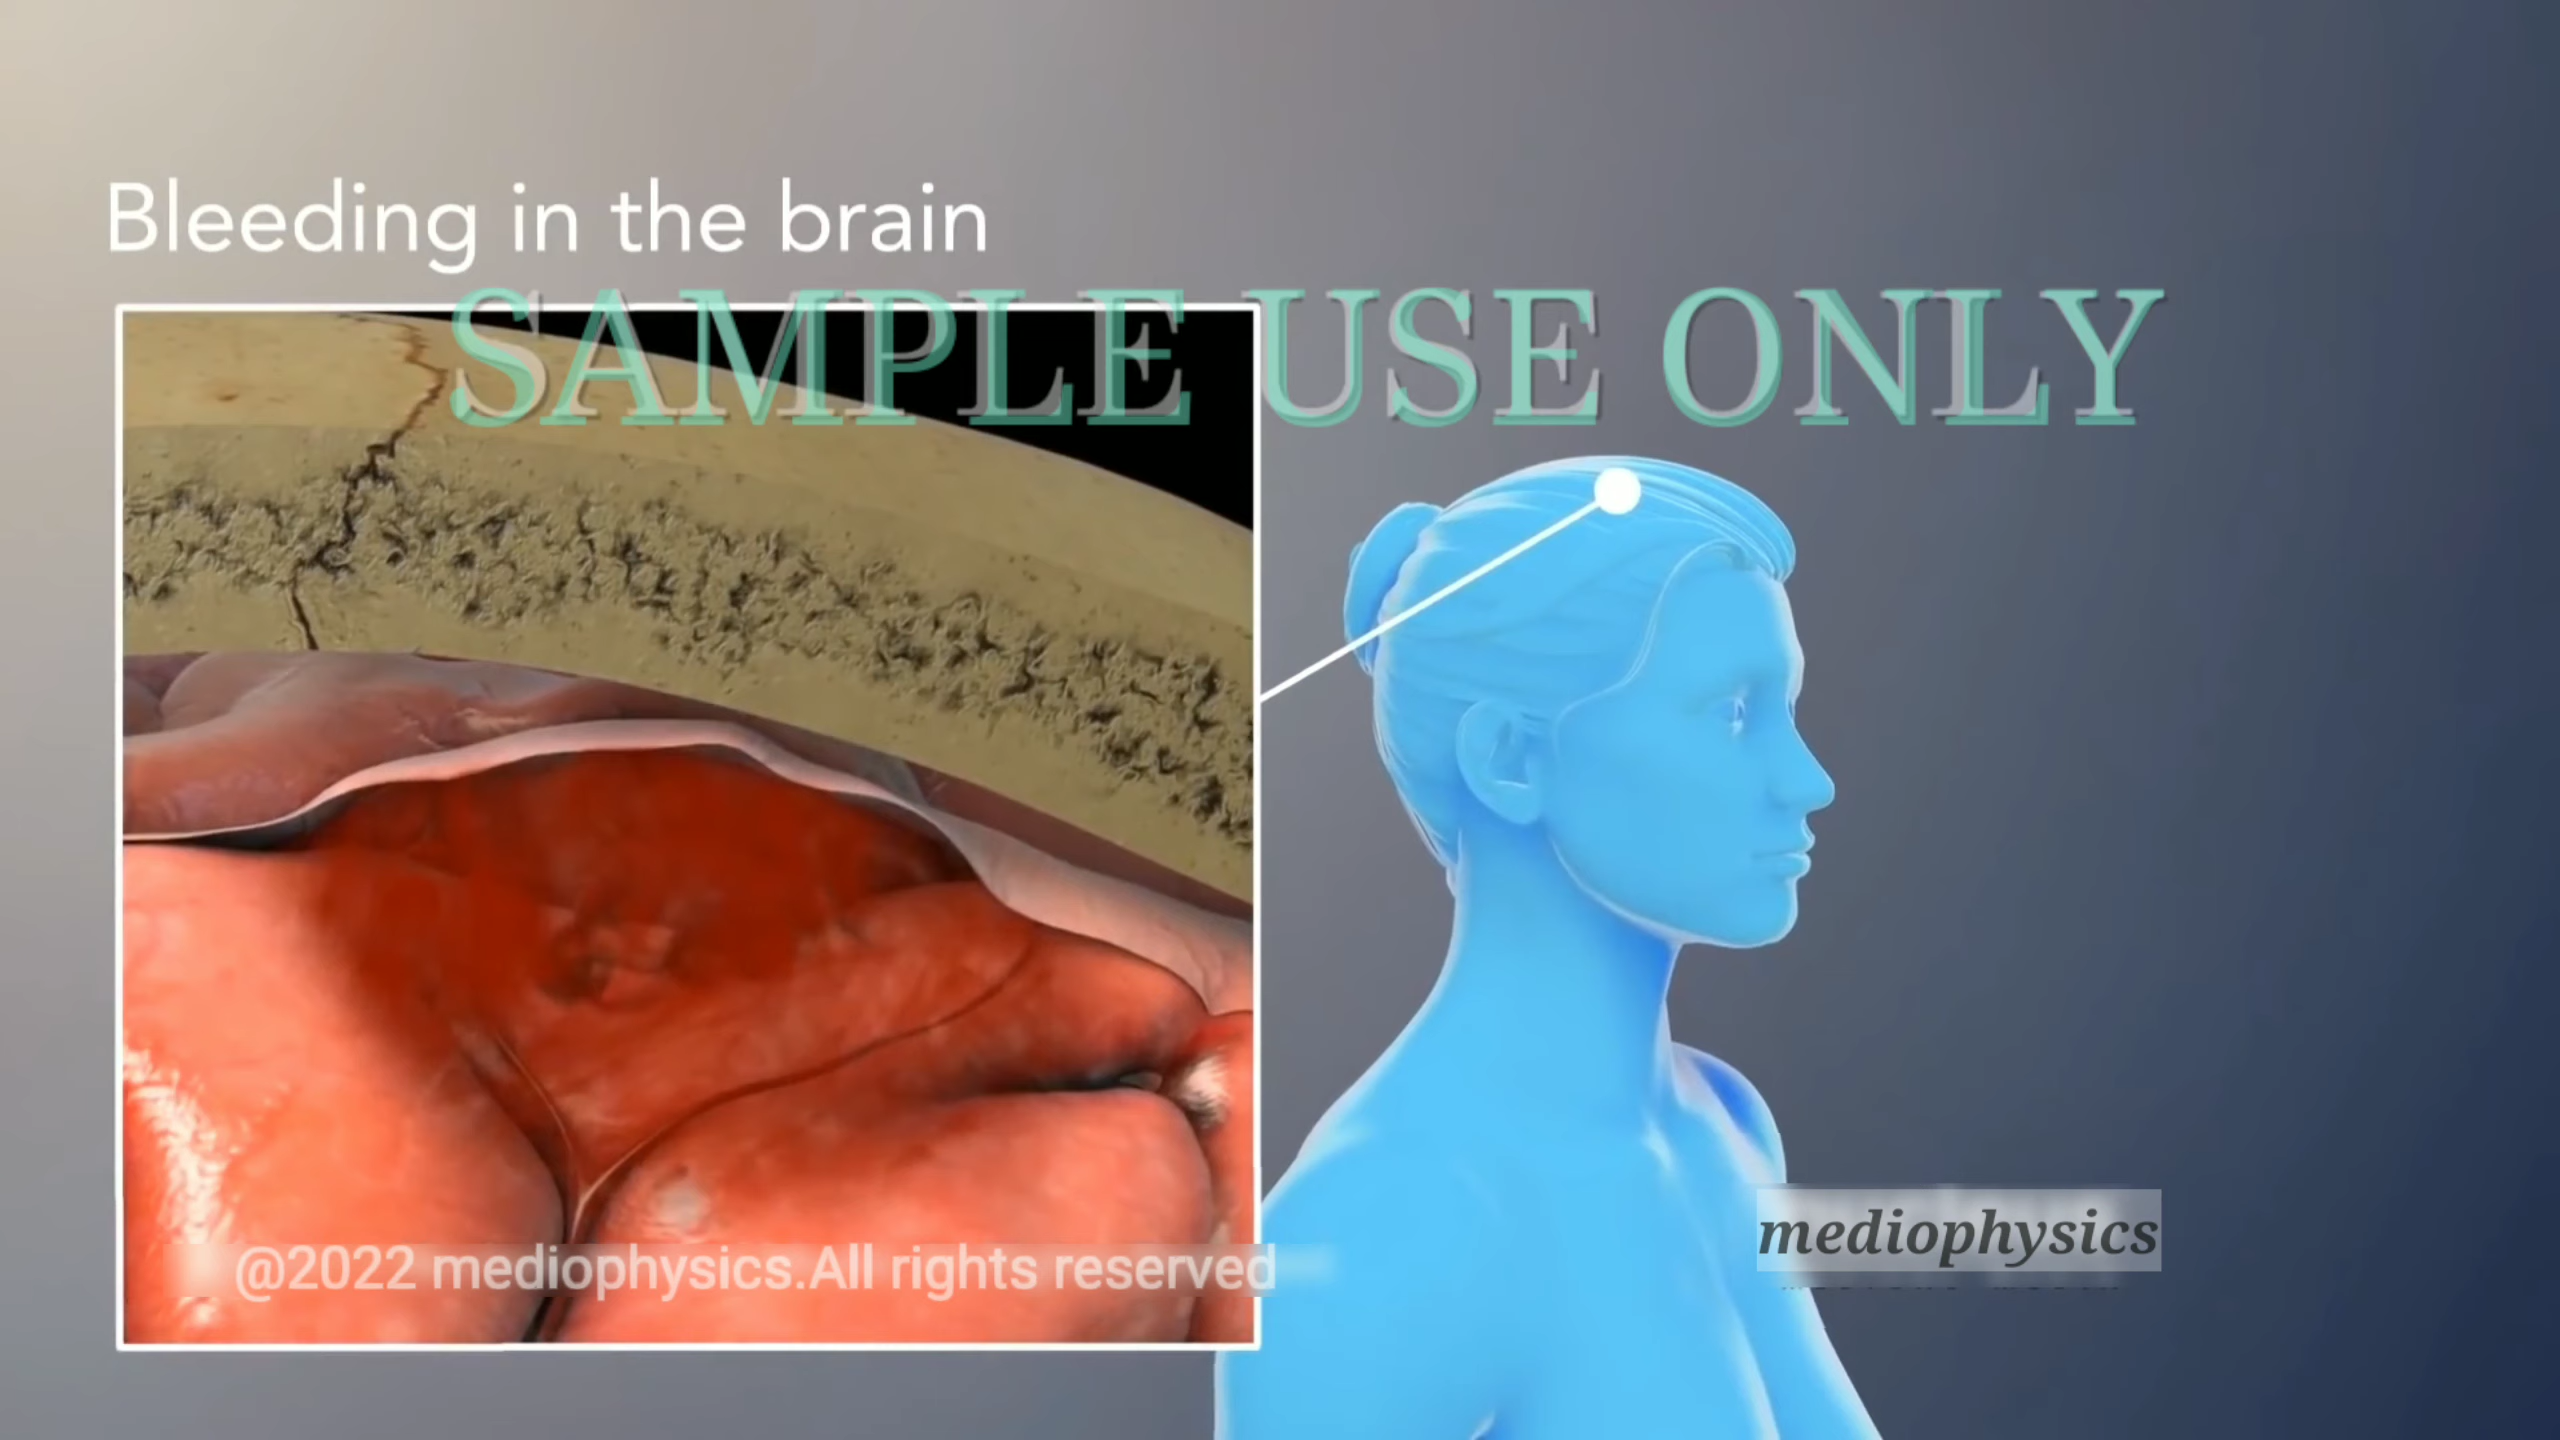 Bleeding in the brain
SAMPLE USE ONLY
mediophysics
@2022 mediophysics.All rights reserved